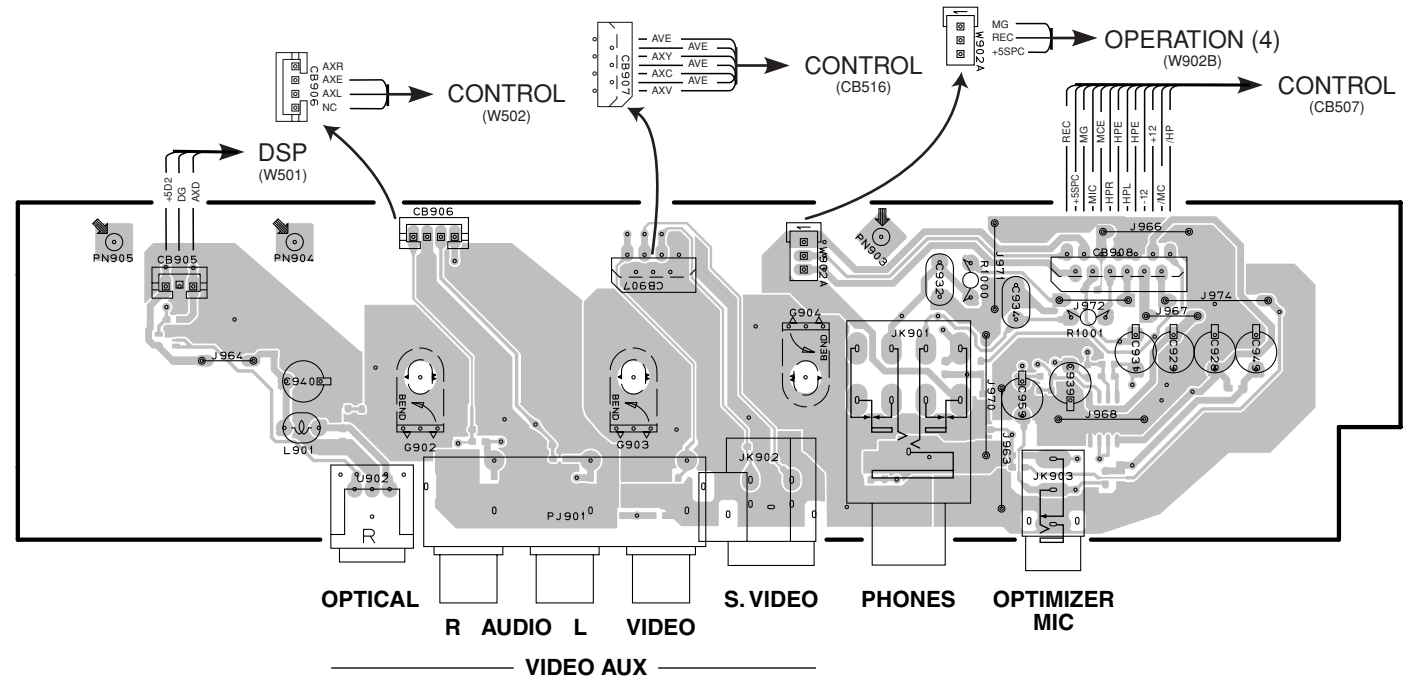 MG
REC
+5SPC
W902A
OPERATION (4)
(W902B)
AVE
AVE
AXY
AVE
AXC
AVE
AXV
CB907
CONTROL
(CB516)
AXR
AXE
AXL
NC
CB906
CONTROL
(W502)
CONTROL
(CB507)
REC
MG
MCE
HPE
HPE
+12
/HP
+5SPC
MIC
HPR
HPL
-12
/MC
DSP
(W501)
+5D2
DG
AXD
PN905
CB905
PN904
CB906
CB907
W902A
PN903
J966
CB908
J971
R1000
C932
C934
J972
J974
J967
R1001
G904
BEND
JK901
J964
C940
L901
BEND
G902
BEND
G903
J970
C959
C939
C929
C949
J968
J963
U902
R
PJ901
JK902
JK903
OPTICAL
S. VIDEO
PHONES
OPTIMIZER
MIC
R AUDIO L VIDEO
VIDEO AUX